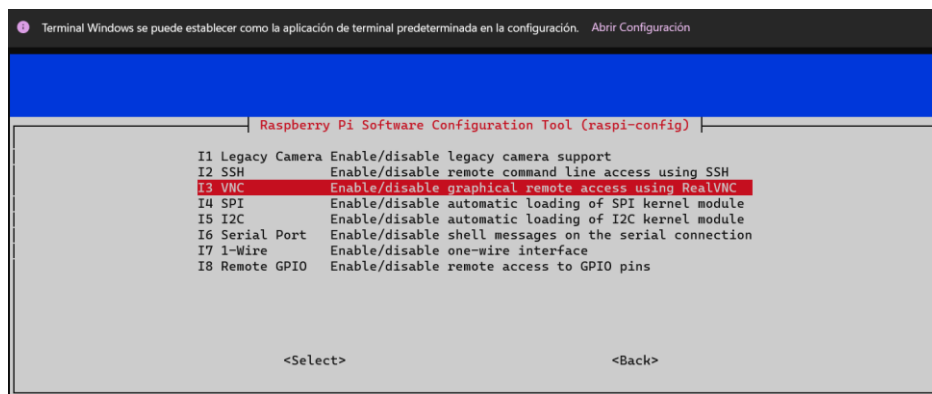 Terminal Windows se puede establecer como la aplicación de terminal predeterminada en la configuración. Abrir Configuración
Raspberry Pi Software Configuration Tool (raspi-config)
I1 Legacy Camera Enable/disable legacy camera support
I2 SSH Enable/disable remote command line access using SSH
I3 VNC Enable/disable graphical remote access using RealVNC
I4 SPI Enable/disable automatic loading of SPI kernel module
I5 I2C Enable/disable automatic loading of I2C kernel module
I6 Serial Port Enable/disable shell messages on the serial connection
I7 1-Wire Enable/disable one-wire interface
I8 Remote GPIO Enable/disable remote access to GPIO pins
<Select> <Back>